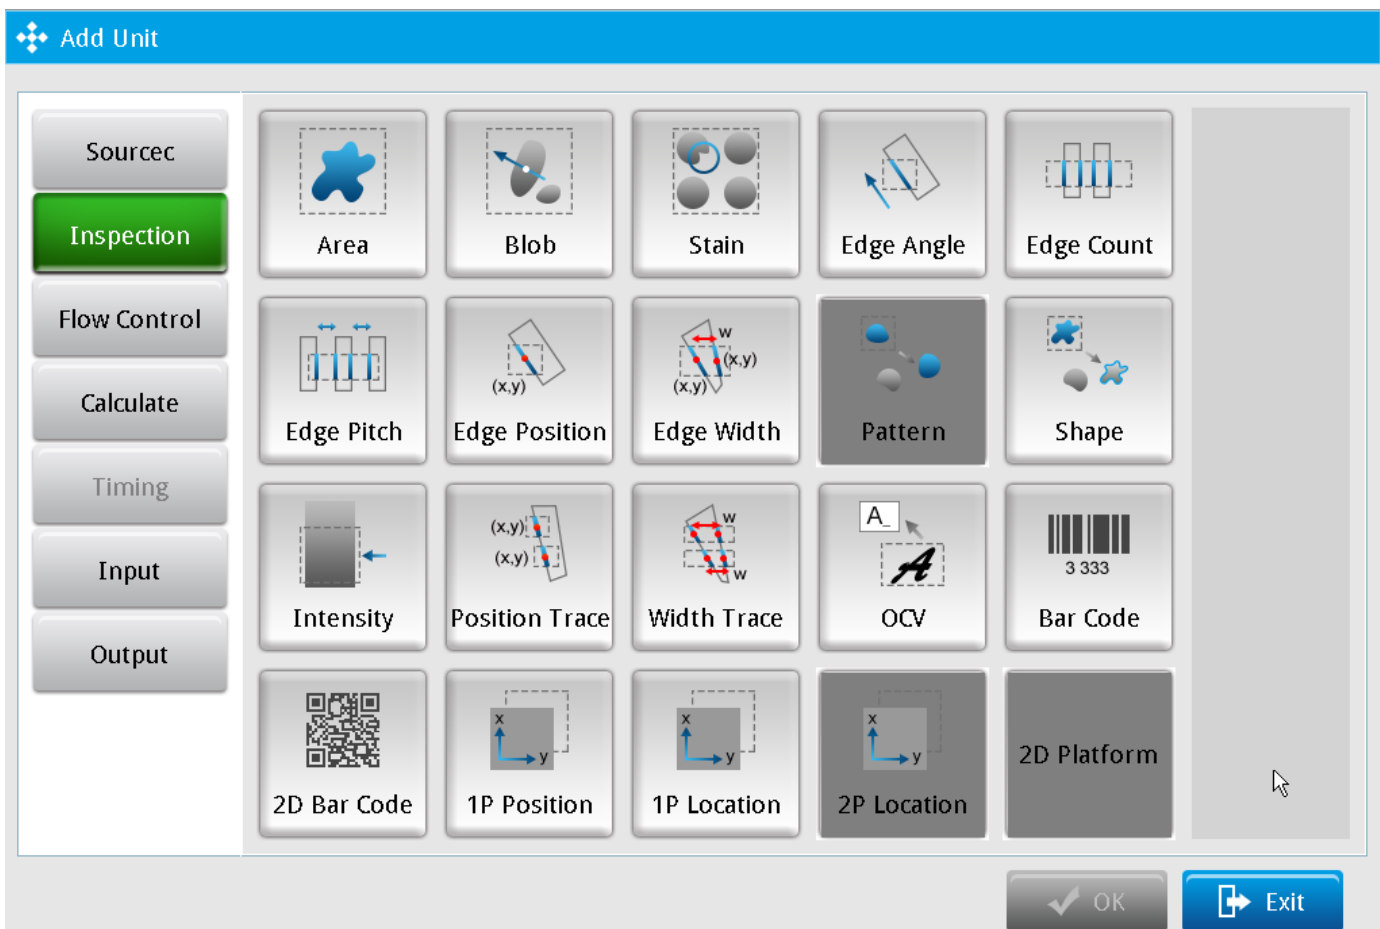 Add Unit
Sourcec
Inspection
Flow Control
Calculate
Timing
Input
Output
Area
Blob
Stain
Edge Angle
Edge Count
(x,y)
w
(x,y)
(x,y)
Edge Pitch
Edge Position
Edge Width
Pattern
Shape
(x,y)
(x,y)
w
w
A_
A
3 333
Intensity
Position Trace
Width Trace
OCV
Bar Code
x
y
x
y
x
y
2D Bar Code
1P Position
1P Location
2P Location
2D Platform
OK
Exit